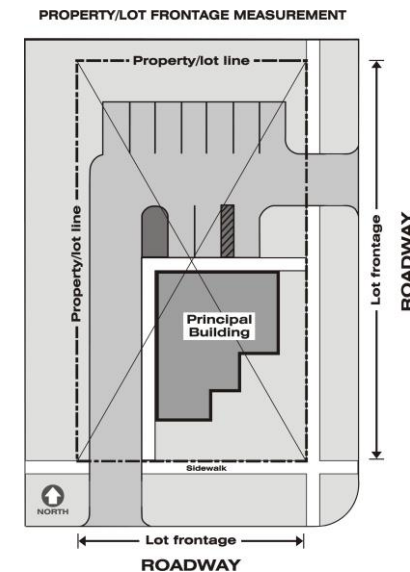 PROPERTY/LOT FRONTAGE MEASUREMENT
Property/lot line
Property/lot line
Lot frontage
ROADWAY
Principal
Building
Sidewalk
NORTH
Lot frontage
ROADWAY